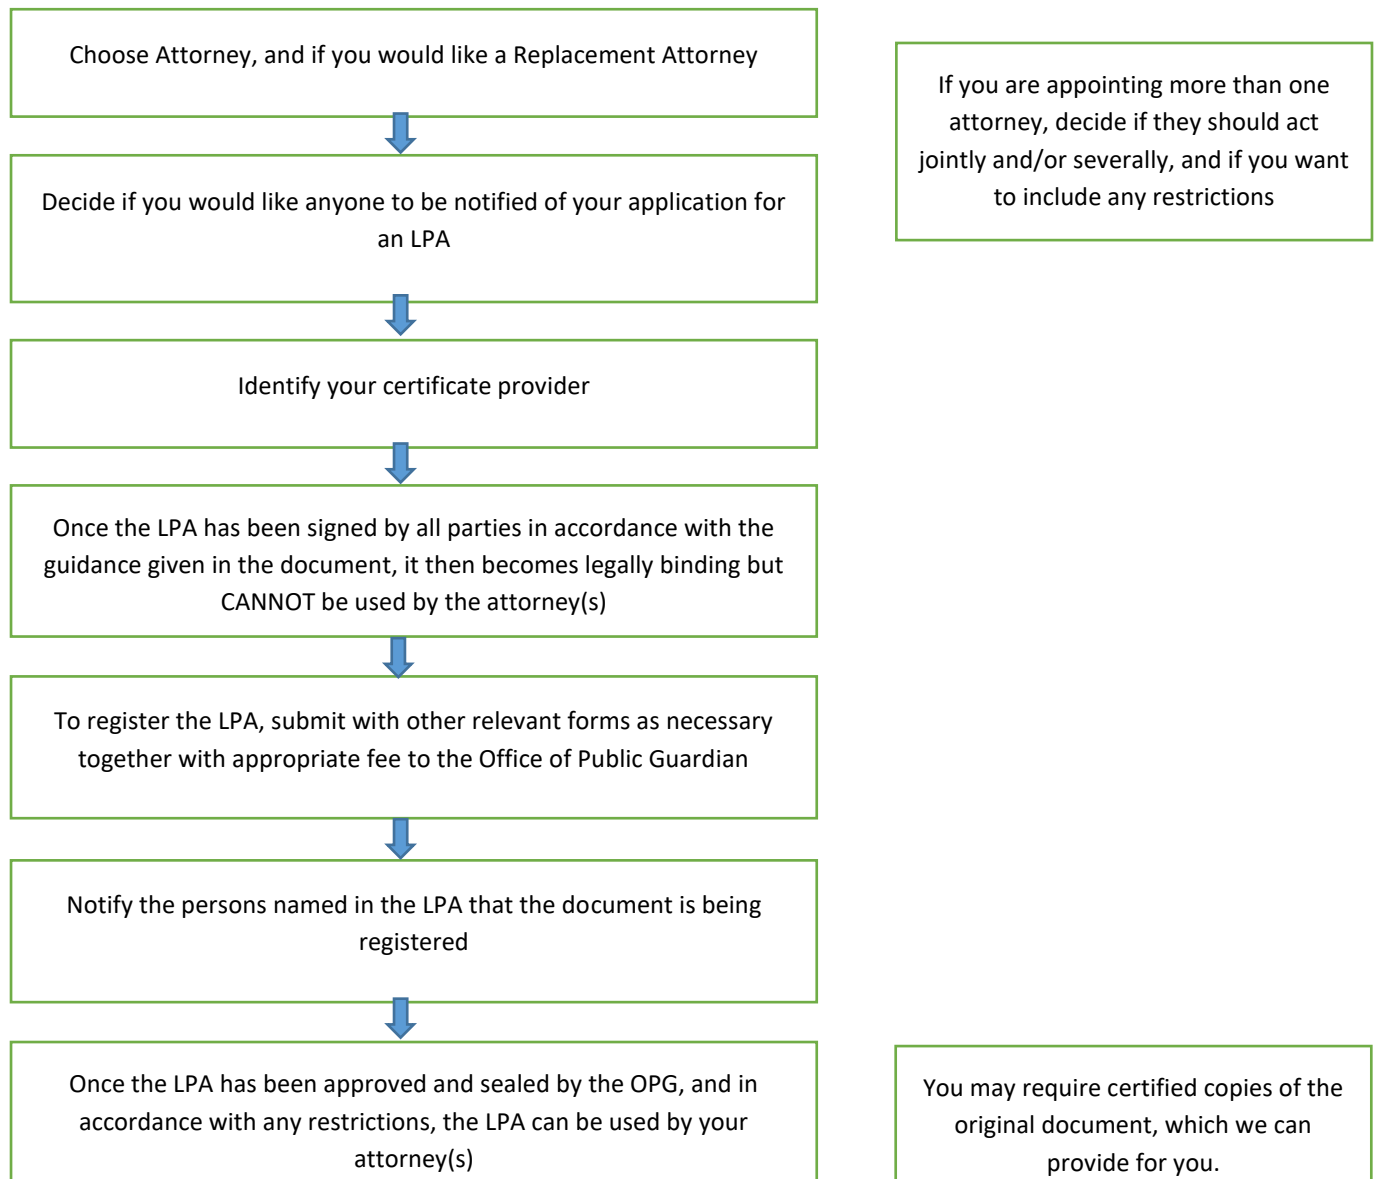 Choose Attorney, and if you would like a Replacement Attorney
If you are appointing more than one
attorney, decide if they should act
jointly and/or severally, and if you want
to include any restrictions
Decide if you would like anyone to be notified of your application for
an LPA
Identify your certificate provider
Once the LPA has been signed by all parties in accordance with the
guidance given in the document, it then becomes legally binding but
CANNOT be used by the attorney(s)
To register the LPA, submit with other relevant forms as necessary
together with appropriate fee to the Office of Public Guardian
Notify the persons named in the LPA that the document is being
registered
Once the LPA has been approved and sealed by the OPG, and in
accordance with any restrictions, the LPA can be used by your
attorney(s)
You may require certified copies of the
original document, which we can
provide for you.